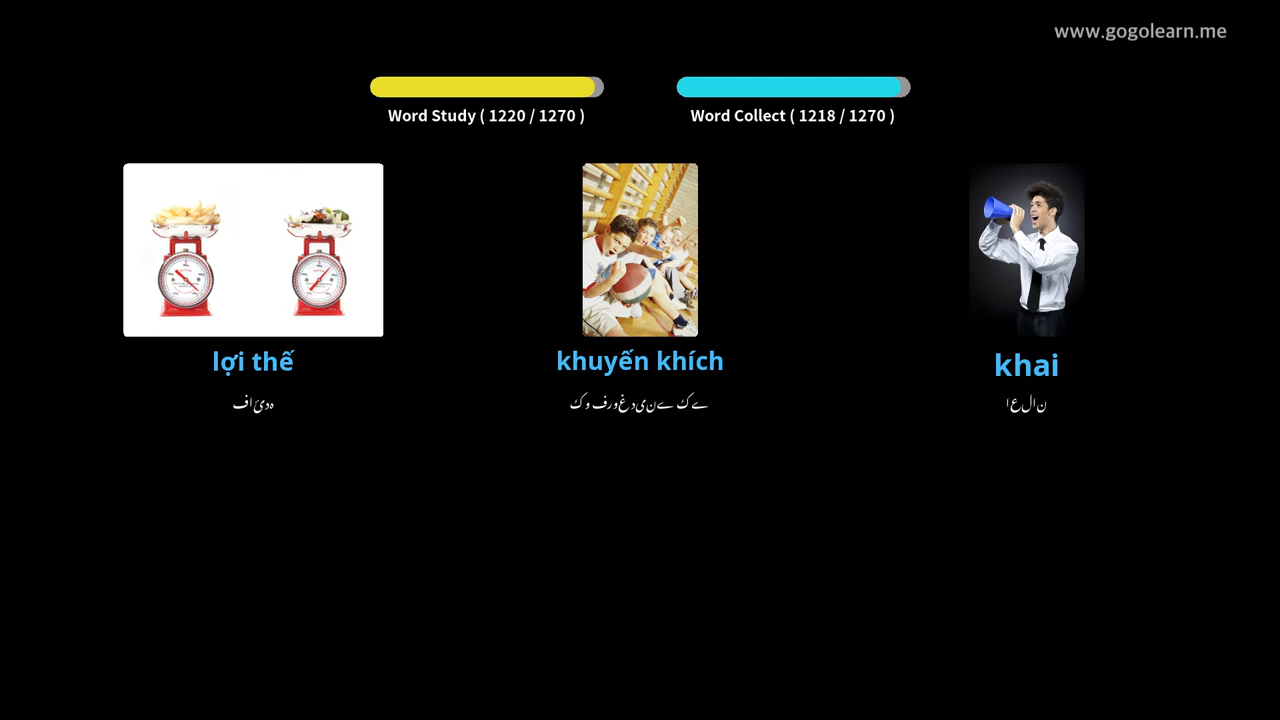 www.gogolearn.me
Word Study ( 1220 / 1270 )
Word Collect ( 1218 / 1270 )
lợi thế
khuyến khích
khai
فائدہ
کو فروغ دینے کے
اعلان